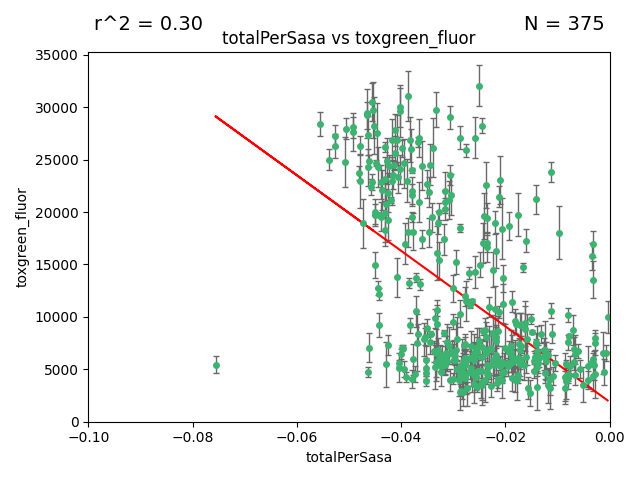 r^2 = 0.30
N = 375
totalPerSasa vs toxgreen_fluor
35000
30000
25000
20000
15000
10000
5000
0
toxgreen_fluor
−0.10
−0.08
−0.06
−0.04
−0.02
0.00
totalPerSasa